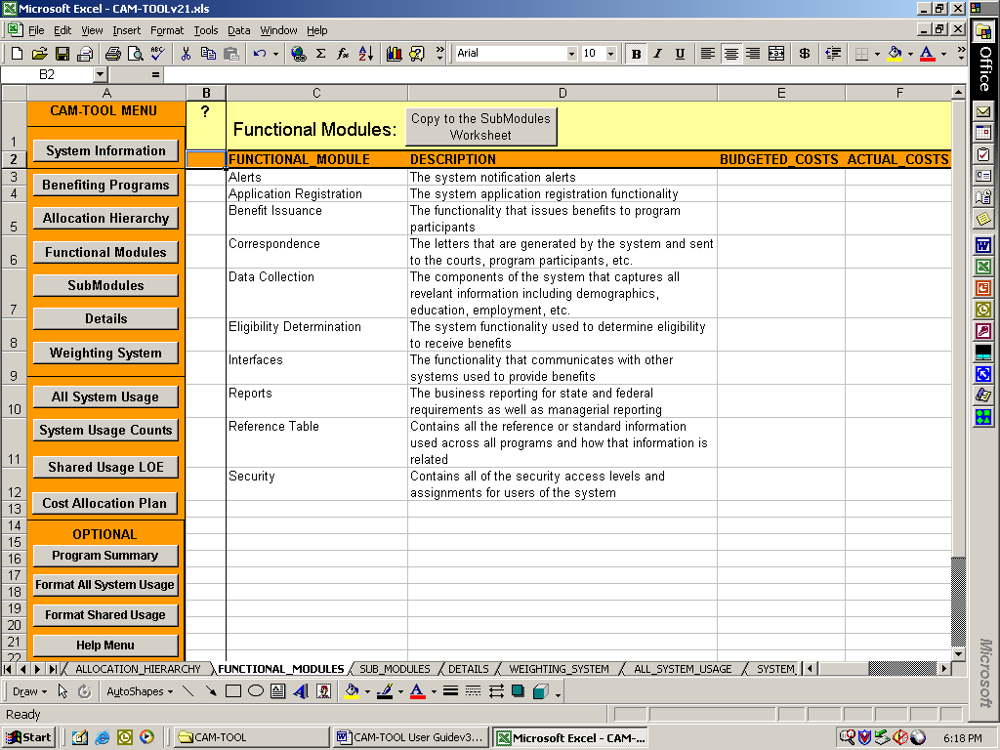 Microsoft Excel - CAM-TOOLv21.xls
File Edit View Insert Format Tools Data Window Help
Arial 10 B I U $
B2 =
A B C D E F
CAM-TOOL MENU
?
Functional Modules:
Copy to the SubModules
Worksheet
1
System Information
2 FUNCTIONAL_MODULE DESCRIPTION BUDGETED_COSTS ACTUAL_COSTS
3 Alerts The system notification alerts
Benefiting Programs
4 Application Registration The system application registration functionality
5 Benefit Issuance The functionality that issues benefits to program
participants
Allocation Hierarchy
6 Correspondence The letters that are generated by the system and sent
to the courts, program participants, etc.
Functional Modules
7 Data Collection The components of the system that captures all
revelant information including demographics,
education, employment, etc.
SubModules
Details
8 Eligibility Determination The system functionality used to determine eligibility
to receive benefits
Weighting System
9 Interfaces The functionality that communicates with other
systems used to provide benefits
10 Reports The business reporting for state and federal
requirements as well as managerial reporting
All System Usage
11 Reference Table Contains all the reference or standard information
used across all programs and how that information is
related
System Usage Counts
Shared Usage LOE
12 Security Contains all of the security access levels and
assignments for users of the system
13
Cost Allocation Plan
14
OPTIONAL
15
16
Program Summary
17
18
Format All System Usage
19
20
Format Shared Usage
21
22
Help Menu
ALLOCATION_HIERARCHY FUNCTIONAL_MODULES SUB_MODULES DETAILS WEIGHTING_SYSTEM ALL_SYSTEM_USAGE SYSTEM
Draw AutoShapes
Ready
Start CAM-TOOL CAM-TOOL User Guidev3... Microsoft Excel - CAM-... 6:18 PM
Office
Microsoft